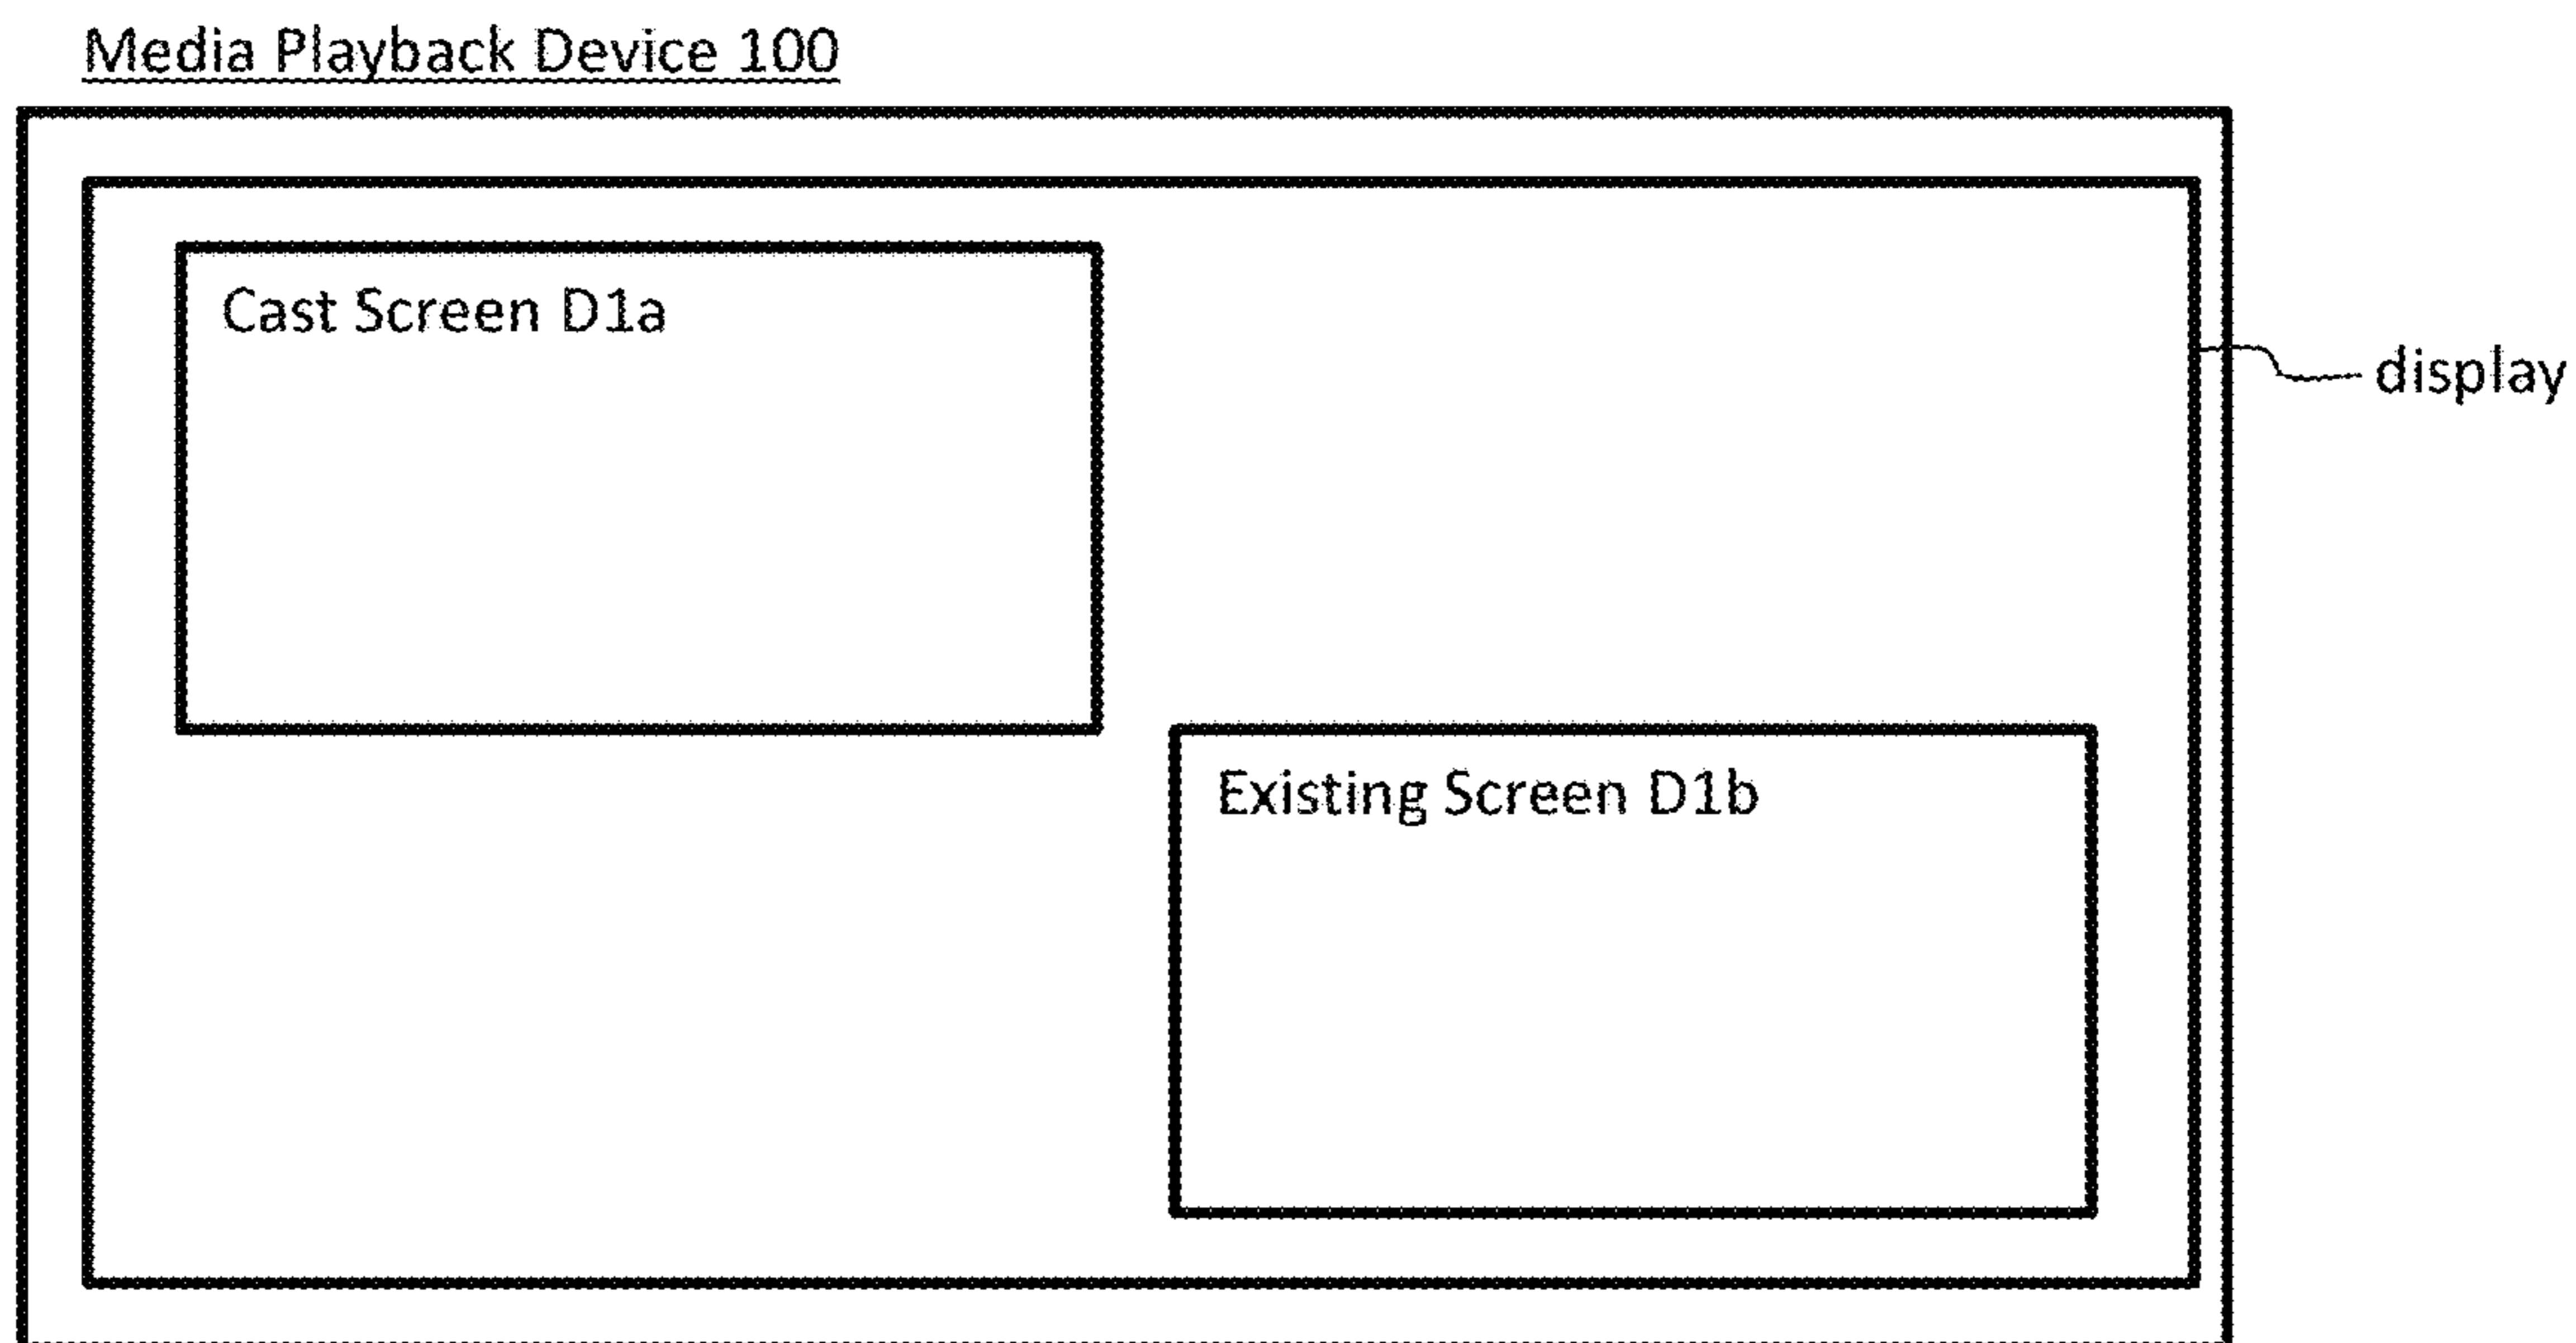 Media Playback Device 100
Cast Screen D1a
display
Existing Screen D1b